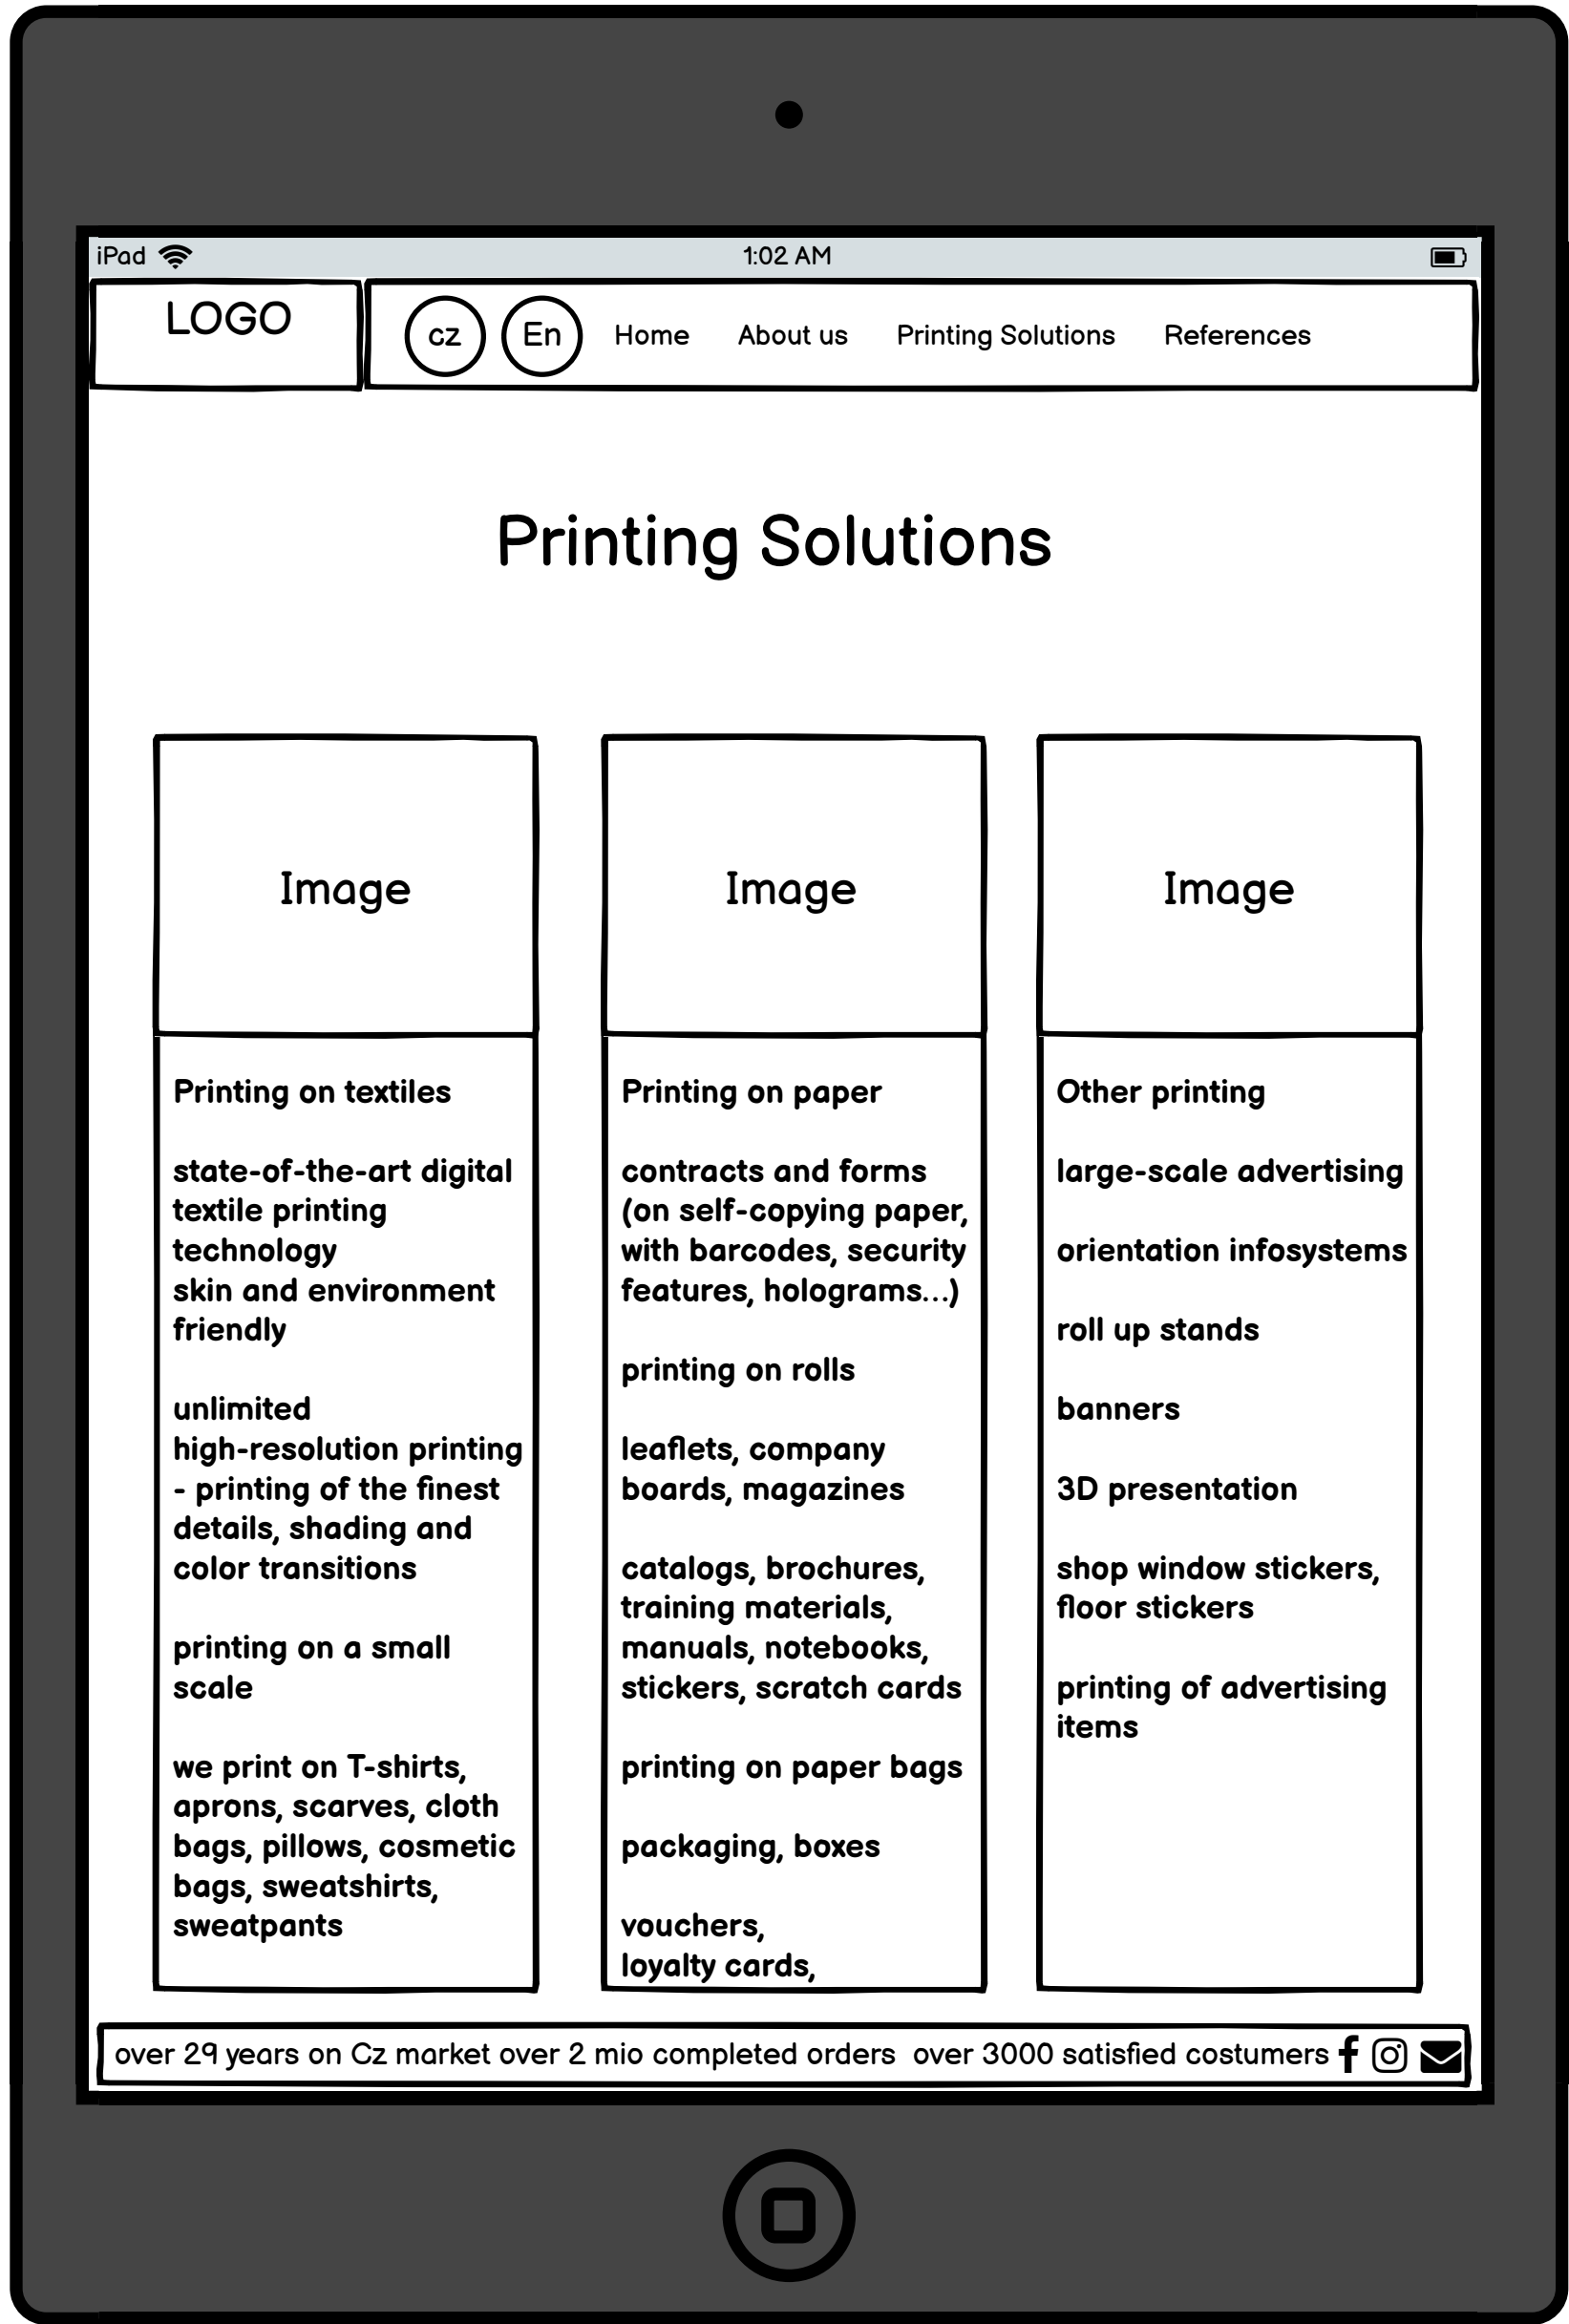 iPad
1:02 AM
LOGO
cz
En
Home
About us
Printing Solutions
References
Printing Solutions
Image
Image
Image
Printing on textiles
state-of-the-art digital
textile printing
technology
skin and environment
friendly
unlimited
high-resolution printing
- printing of the finest
details, shading and
color transitions
printing on a small
scale
we print on T-shirts,
aprons, scarves, cloth
bags, pillows, cosmetic
bags, sweatshirts,
sweatpants
Printing on paper
contracts and forms
(on self-copying paper,
with barcodes, security
features, holograms...)
printing on rolls
leaflets, company
boards, magazines
catalogs, brochures,
training materials,
manuals, notebooks,
stickers, scratch cards
printing on paper bags
packaging, boxes
vouchers,
loyalty cards,
Other printing
large-scale advertising
orientation infosystems
roll up stands
banners
3D presentation
shop window stickers,
floor stickers
printing of advertising
items
over 29 years on Cz market over 2 mio completed orders over 3000 satisfied costumers